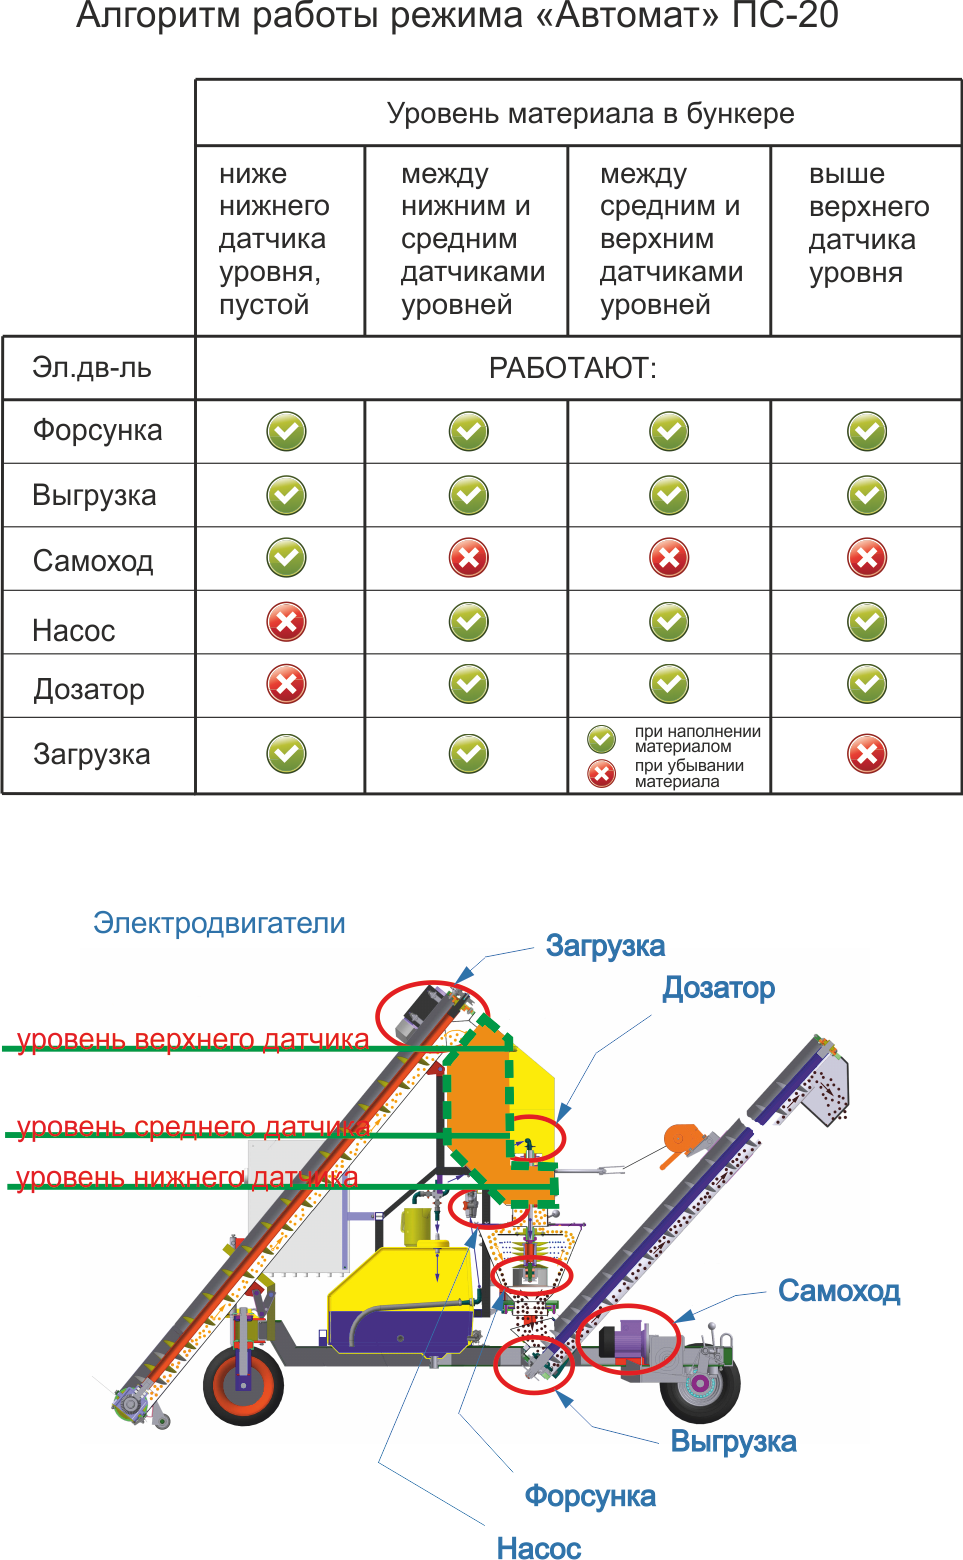 Алгоритм работы режима «Автомат» ПС-20
Уровень материала в бункере
ниже
нижнего
датчика
уровня,
пустой
между
нижним и
средним
датчиками
уровней
между
средним и
верхним
датчиками
уровней
выше
верхнего
датчика
уровня
Эл.дв-ль
РАБОТАЮТ:
Форсунка
Выгрузка
Самоход
Насос
Дозатор
Загрузка
при наполнении
материалом
при убывании
материала
Электродвигатели
Загрузка
Дозатор
уровень верхнего датчика
уровень среднего датчика
уровень нижнего датчика
Самоход
Выгрузка
Форсунка
Насос